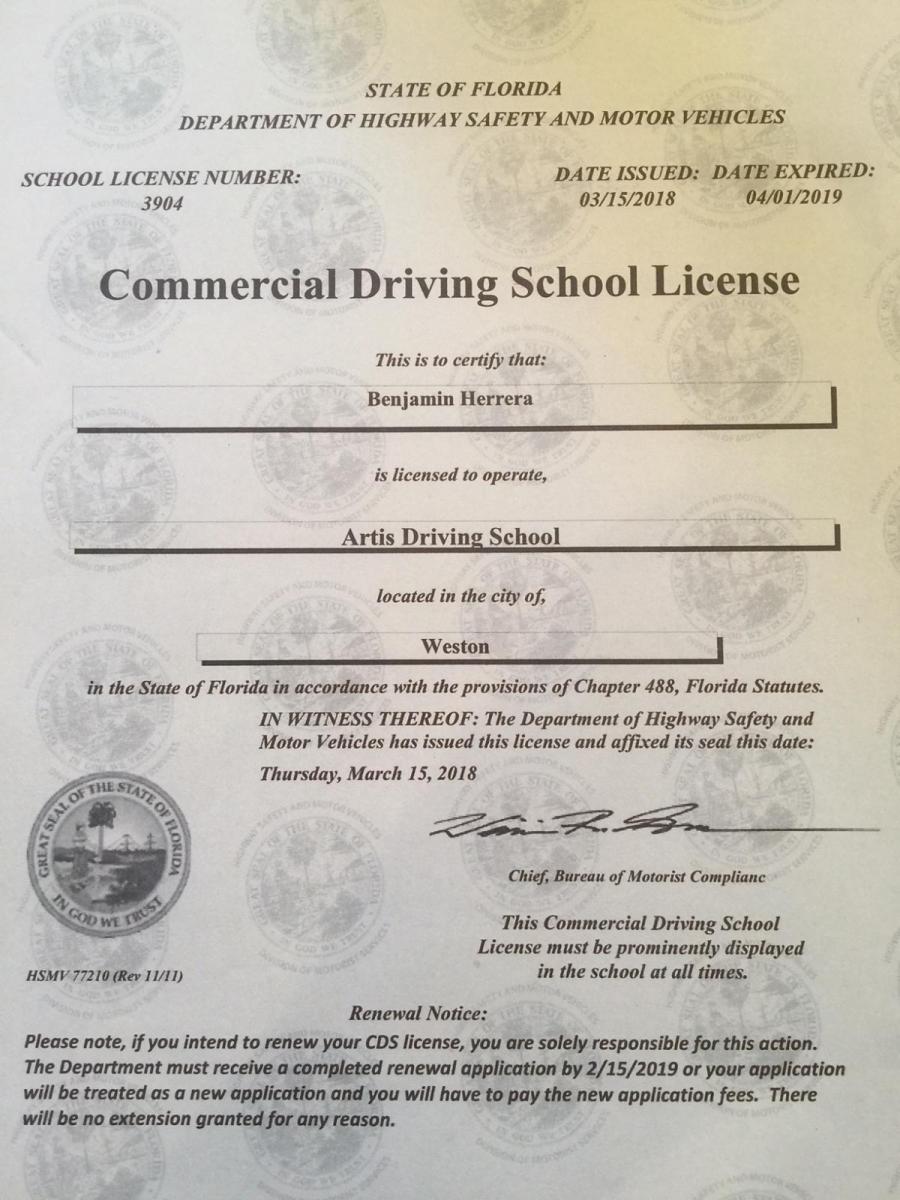 STATE OF FLORIDA
DEPARTMENT OF HIGHWAY SAFETY AND MOTOR VEHICLES
SCHOOL LICENSE NUMBER:
3904
DATE ISSUED: DATE EXPIRED:
03/15/2018 04/01/2019
Commercial Driving School License
This is to certify that:
Benjamin Herrera
is licensed to operate,
Artis Driving School
located in the city of,
Weston
in the State of Florida in accordance with the provisions of Chapter 488, Florida Statutes.
IN WITNESS THEREOF: The Department of Highway Safety and
Motor Vehicles has issued this license and affixed its seal this date:
Thursday, March 15, 2018
GREAT SEAL OF THE STATE OF FLORIDA
IN GOD WE TRUST
Chief, Bureau of Motorist Complianc
This Commercial Driving School
License must be prominently displayed
in the school at all times.
HSMV 77210 (Rev 11/11)
Renewal Notice:
Please note, if you intend to renew your CDS license, you are solely responsible for this action.
The Department must receive a completed renewal application by 2/15/2019 or your application
will be treated as a new application and you will have to pay the new application fees. There
will be no extension granted for any reason.